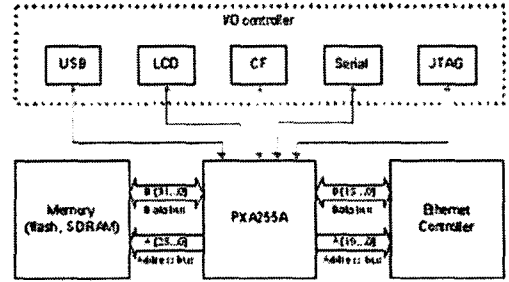 I/O controller
USB
LCD
CF
Serial
JTAG
Memory
(flash, SDRAM)
D [31...0]
Data bus
A [25...0]
Address bus
PXA255A
D [15...0]
Data bus
A [19...0]
Address bus
Ethernet
Controller